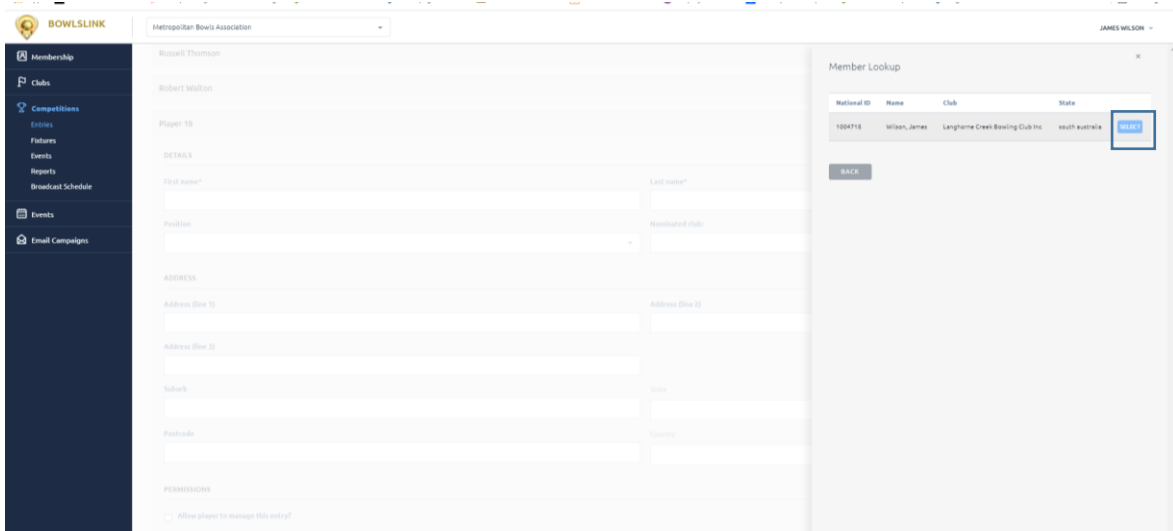 BOWLSLINK
Metropolitan Bowls Association
JAMES WILSON
Membership
Clubs
Competitions
Entries
Fixtures
Events
Reports
Broadcast Schedule
Events
Email Campaigns
Russell Thomson
Robert Walton
Player 10
DETAILS
First name*
Last name*
Position
Nominated club:
ADDRESS
Address (line 1)
Address (line 2)
Address (line 3)
Suburb
State
Postcode
Country
PERMISSIONS
Allow player to manage this entry?
Member Lookup
×
National ID Name Club State
1004718 Wilson, James Langhorne Creek Bowling Club Inc south australia SELECT
BACK